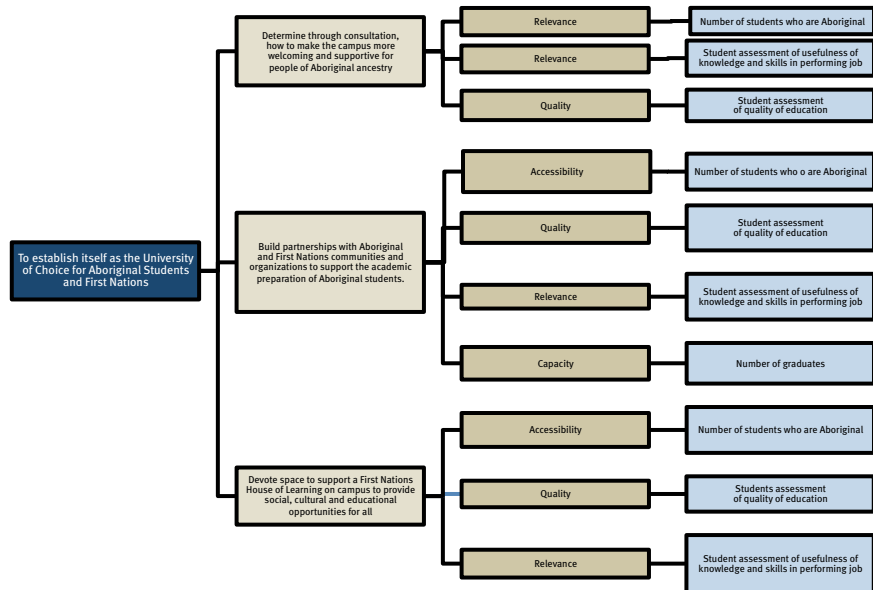 To establish itself as the University
of Choice for Aboriginal Students
and First Nations
Determine through consultation,
how to make the campus more
welcoming and supportive for
people of Aboriginal ancestry
Relevance
Number of students who are Aboriginal
Relevance
Student assessment of usefulness of
knowledge and skills in performing job
Quality
Student assessment
of quality of education
Build partnerships with Aboriginal
and First Nations communities and
organizations to support the academic
preparation of Aboriginal students.
Accessibility
Number of students who o are Aboriginal
Quality
Student assessment
of quality of education
Relevance
Student assessment of usefulness of
knowledge and skills in performing job
Capacity
Number of graduates
Devote space to support a First Nations
House of Learning on campus to provide
social, cultural and educational
opportunities for all
Accessibility
Number of students who are Aboriginal
Quality
Students assessment
of quality of education
Relevance
Student assessment of usefulness of
knowledge and skills in performing job